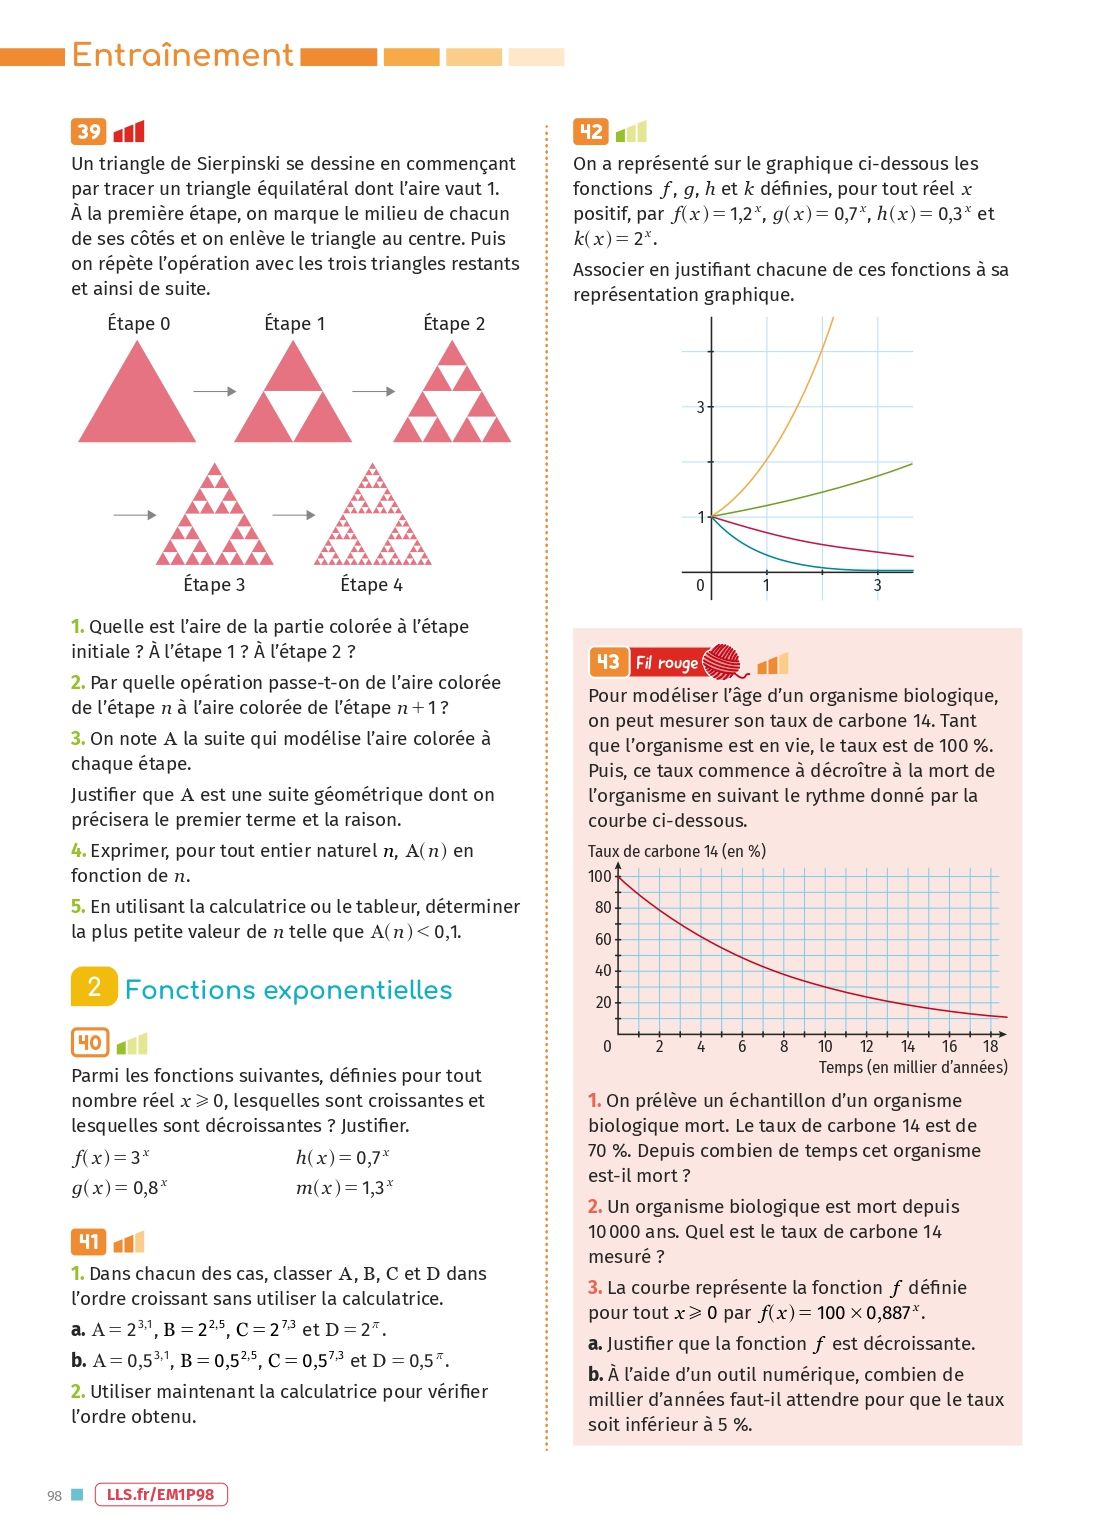 Entraînement
39
Un triangle de Sierpinski se dessine en commençant
par tracer un triangle équilatéral dont l’aire vaut 1.
À la première étape, on marque le milieu de chacun
de ses côtés et on enlève le triangle au centre. Puis
on répète l’opération avec les trois triangles restants
et ainsi de suite.
Étape 0 Étape 1 Étape 2
Étape 3 Étape 4
1. Quelle est l’aire de la partie colorée à l’étape
initiale ? À l’étape 1 ? À l’étape 2 ?
2. Par quelle opération passe-t-on de l’aire colorée
de l’étape n à l’aire colorée de l’étape n + 1 ?
3. On note A la suite qui modélise l’aire colorée à
chaque étape.
Justifier que A est une suite géométrique dont on
précisera le premier terme et la raison.
4. Exprimer, pour tout entier naturel n, A(n) en
fonction de n.
5. En utilisant la calculatrice ou le tableur, déterminer
la plus petite valeur de n telle que A(n) < 0,1.
2 Fonctions exponentielles
40
Parmi les fonctions suivantes, définies pour tout
nombre réel x ⩾ 0, lesquelles sont croissantes et
lesquelles sont décroissantes ? Justifier.
f(x) = 3ˣ h(x) = 0,7ˣ
g(x) = 0,8ˣ m(x) = 1,3ˣ
41
1. Dans chacun des cas, classer A, B, C et D dans
l’ordre croissant sans utiliser la calculatrice.
a. A = 2^3,1, B = 2^2,5, C = 2^7,3 et D = 2^π.
b. A = 0,5^3,1, B = 0,5^2,5, C = 0,5^7,3 et D = 0,5^π.
2. Utiliser maintenant la calculatrice pour vérifier
l’ordre obtenu.
42
On a représenté sur le graphique ci-dessous les
fonctions f, g, h et k définies, pour tout réel x
positif, par f(x) = 1,2ˣ, g(x) = 0,7ˣ, h(x) = 0,3ˣ et
k(x) = 2ˣ.
Associer en justifiant chacune de ces fonctions à sa
représentation graphique.
3
1
0 1 3
43 Fil rouge
Pour modéliser l’âge d’un organisme biologique,
on peut mesurer son taux de carbone 14. Tant
que l’organisme est en vie, le taux est de 100 %.
Puis, ce taux commence à décroître à la mort de
l’organisme en suivant le rythme donné par la
courbe ci-dessous.
Taux de carbone 14 (en %)
100
80
60
40
20
0 2 4 6 8 10 12 14 16 18
Temps (en millier d’années)
1. On prélève un échantillon d’un organisme
biologique mort. Le taux de carbone 14 est de
70 %. Depuis combien de temps cet organisme
est-il mort ?
2. Un organisme biologique est mort depuis
10 000 ans. Quel est le taux de carbone 14
mesuré ?
3. La courbe représente la fonction f définie
pour tout x ⩾ 0 par f(x) = 100 × 0,887ˣ.
a. Justifier que la fonction f est décroissante.
b. À l’aide d’un outil numérique, combien de
millier d’années faut-il attendre pour que le taux
soit inférieur à 5 %.
98 LLS.fr/EM1P98